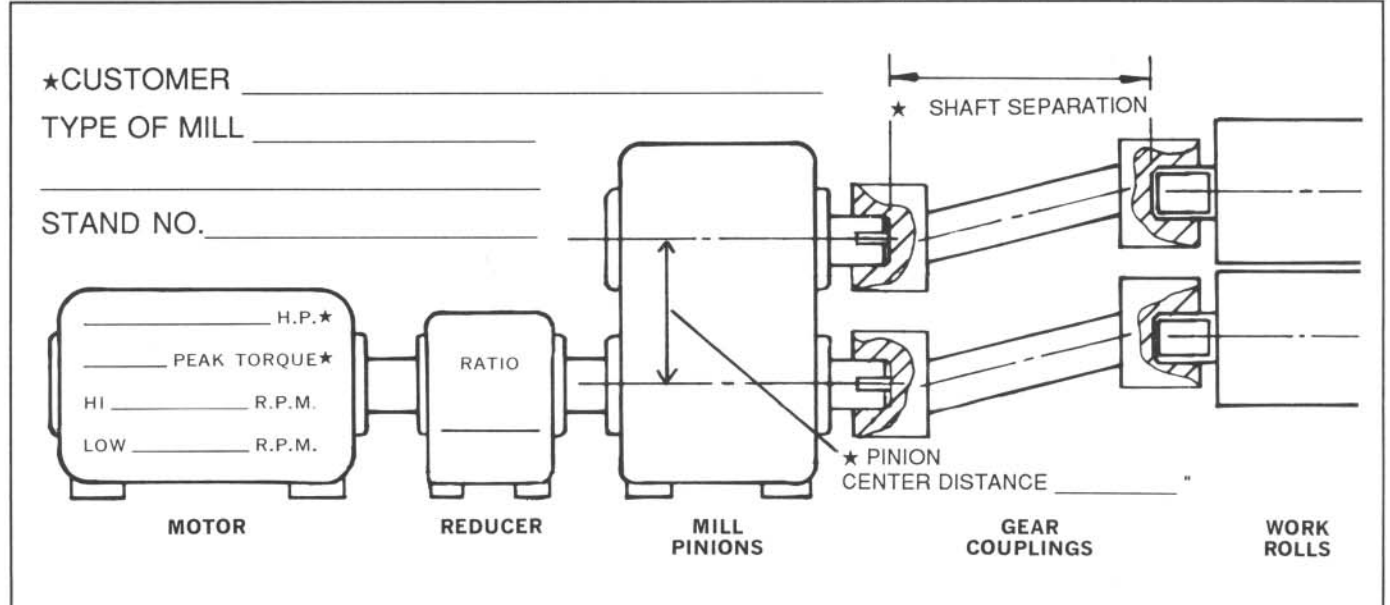 ★CUSTOMER
TYPE OF MILL
STAND NO.
★ SHAFT SEPARATION
H.P.★
PEAK TORQUE★
HI R.P.M.
LOW R.P.M.
RATIO
★ PINION
CENTER DISTANCE "
MOTOR
REDUCER
MILL
PINIONS
GEAR
COUPLINGS
WORK
ROLLS